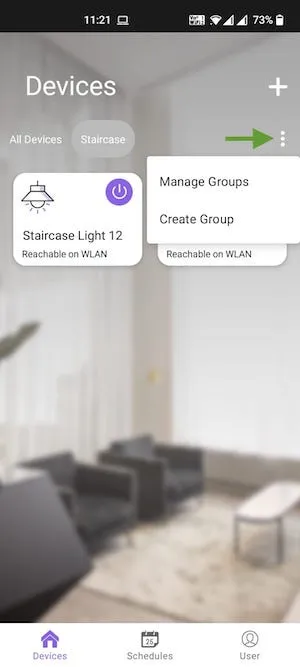 11:21
73%
Devices
All Devices
Staircase
Manage Groups
Create Group
Staircase Light 12
Reachable on WLAN
Reachable on WLAN
Devices
25
Schedules
User